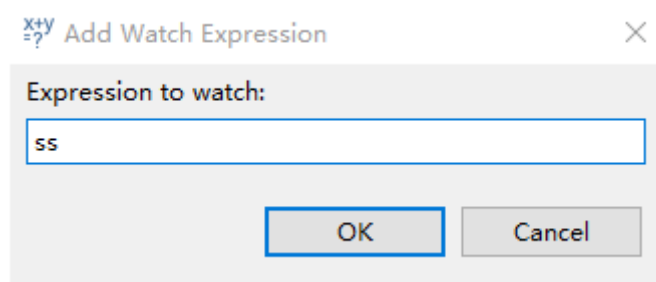 x+y
=? Add Watch Expression
Expression to watch:
ss
OK Cancel